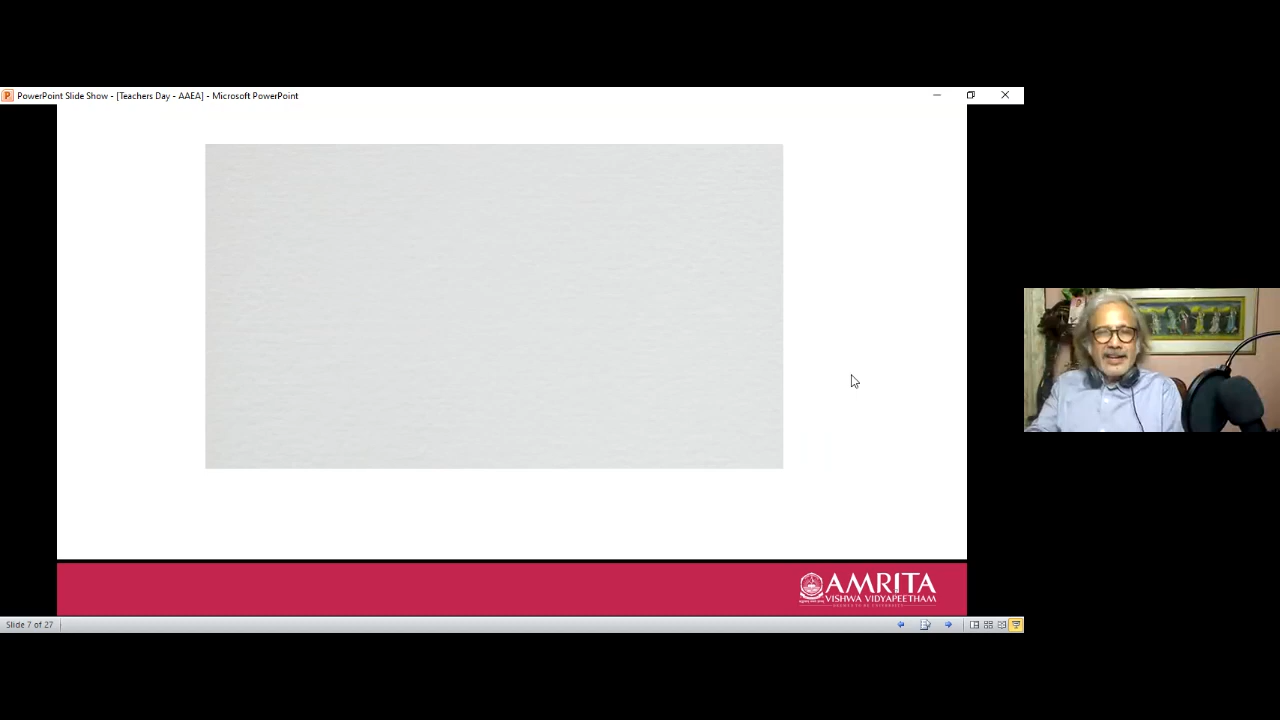 PowerPoint Slide Show - [Teachers Day - AAEA] - Microsoft PowerPoint
AMRITA
VISHWA VIDYAPEETHAM
Slide 7 of 27